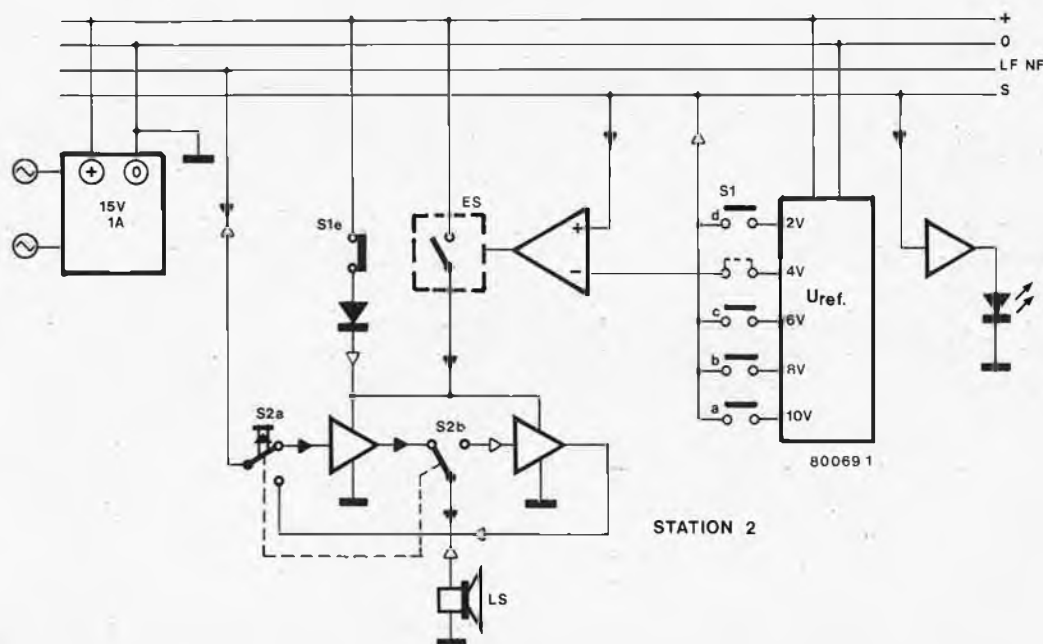 +
0
LF NF
S
+ 0
15V
1A
S1e
ES
+
−
S1
d
2V
4V
c
6V
b
8V
a
10V
Uref.
80069 1
S2a
S2b
STATION 2
LS